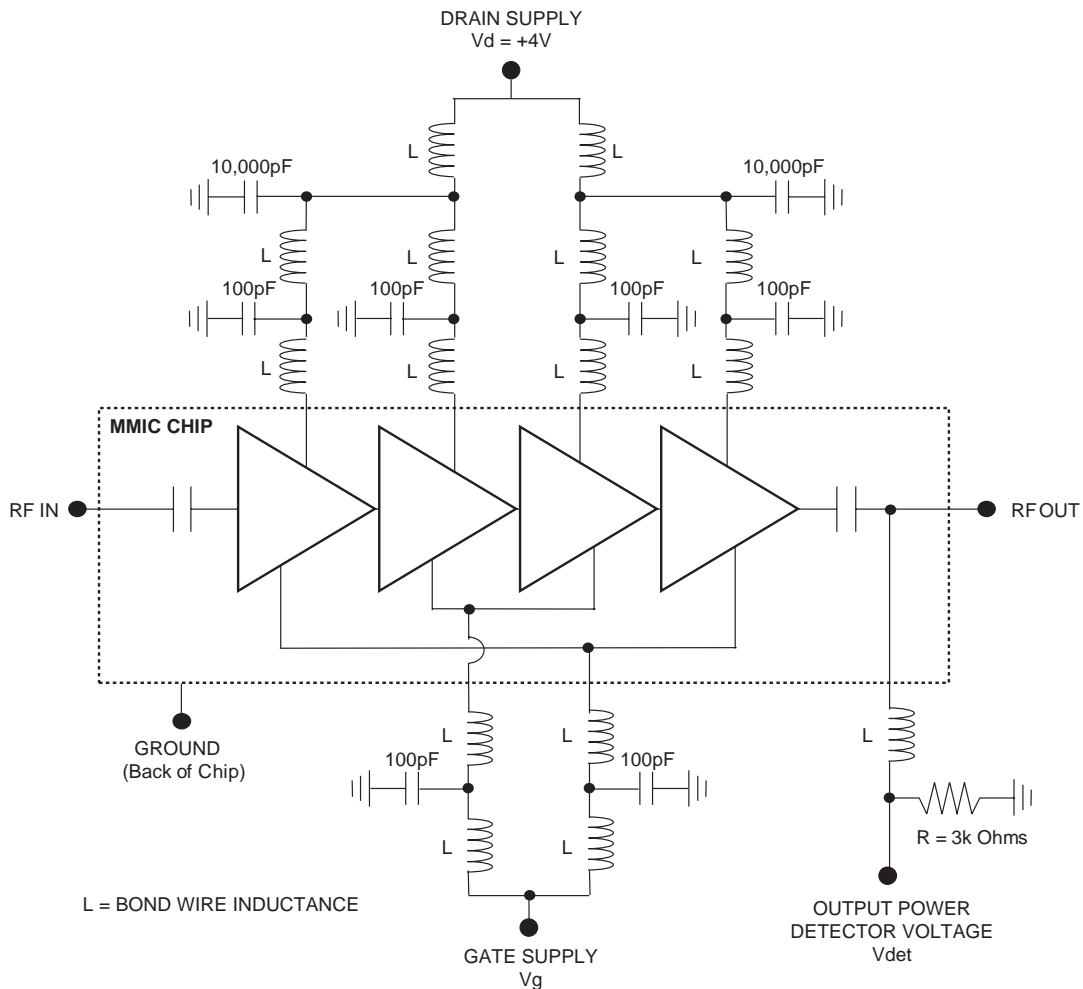 DRAIN SUPPLY
Vd = +4V
L
L
10,000pF
10,000pF
L
L
L
L
100pF
100pF
100pF
100pF
L
L
L
L
MMIC CHIP
RF IN
RF OUT
GROUND
(Back of Chip)
L
L
L
100pF
100pF
L
L
R = 3k Ohms
L = BOND WIRE INDUCTANCE
OUTPUT POWER
DETECTOR VOLTAGE
Vdet
GATE SUPPLY
Vg